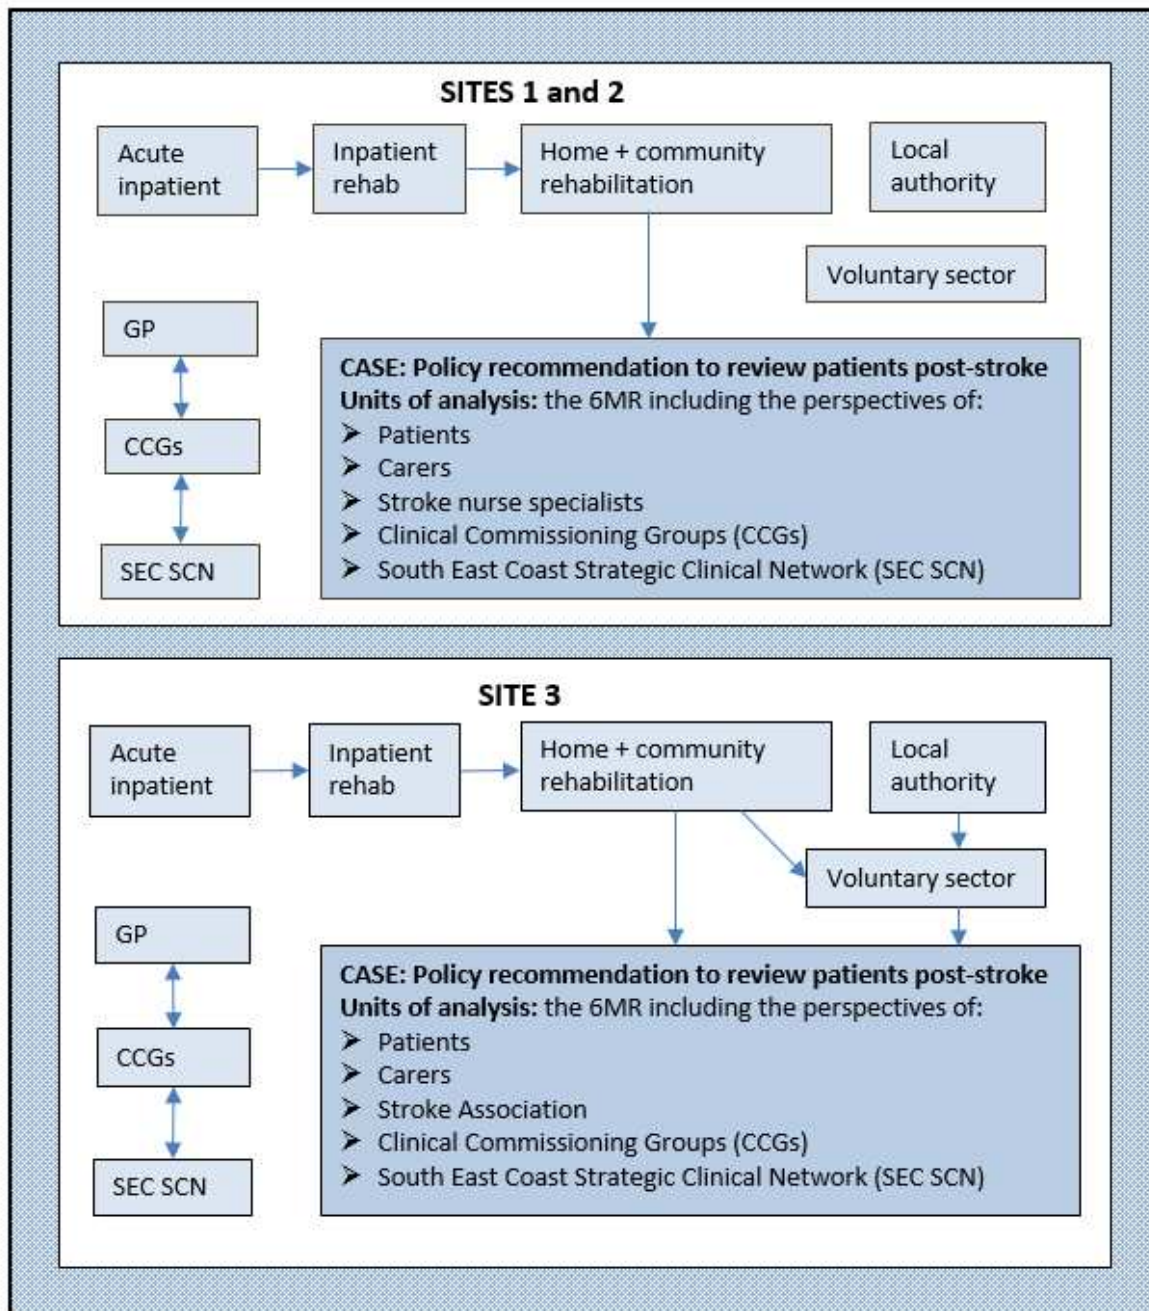 SITES 1 and 2
Acute
inpatient
Inpatient
rehab
Home + community
rehabilitation
Local
authority
Voluntary sector
GP
CCGs
SEC SCN
CASE: Policy recommendation to review patients post-stroke
Units of analysis: the 6MR including the perspectives of:
➤ Patients
➤ Carers
➤ Stroke nurse specialists
➤ Clinical Commissioning Groups (CCGs)
➤ South East Coast Strategic Clinical Network (SEC SCN)
SITE 3
Acute
inpatient
Inpatient
rehab
Home + community
rehabilitation
Local
authority
Voluntary sector
GP
CCGs
SEC SCN
CASE: Policy recommendation to review patients post-stroke
Units of analysis: the 6MR including the perspectives of:
➤ Patients
➤ Carers
➤ Stroke Association
➤ Clinical Commissioning Groups (CCGs)
➤ South East Coast Strategic Clinical Network (SEC SCN)